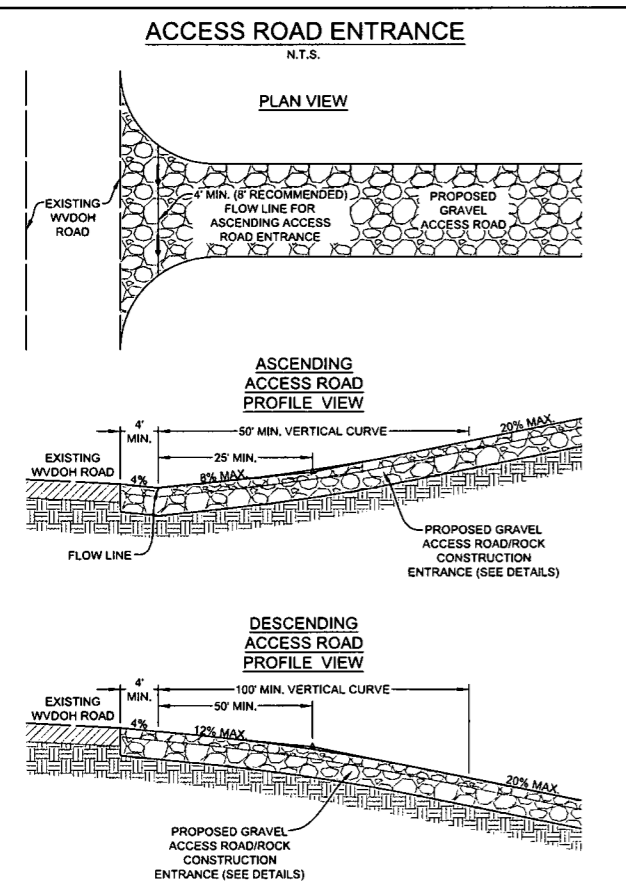 ACCESS ROAD ENTRANCE
N.T.S.
PLAN VIEW
EXISTING
WVDOH
ROAD
4' MIN. (8' RECOMMENDED)
FLOW LINE FOR
ASCENDING ACCESS
ROAD ENTRANCE
PROPOSED
GRAVEL
ACCESS ROAD
ASCENDING
ACCESS ROAD
PROFILE VIEW
4'
MIN.
50' MIN. VERTICAL CURVE
20% MAX.
25' MIN.
EXISTING
WVDOH ROAD
4%
8% MAX.
FLOW LINE
PROPOSED GRAVEL
ACCESS ROAD/ROCK
CONSTRUCTION
ENTRANCE (SEE DETAILS)
DESCENDING
ACCESS ROAD
PROFILE VIEW
4'
MIN.
100' MIN. VERTICAL CURVE
50' MIN.
EXISTING
WVDOH ROAD
4%
12% MAX.
20% MAX.
PROPOSED GRAVEL
ACCESS ROAD/ROCK
CONSTRUCTION
ENTRANCE (SEE DETAILS)